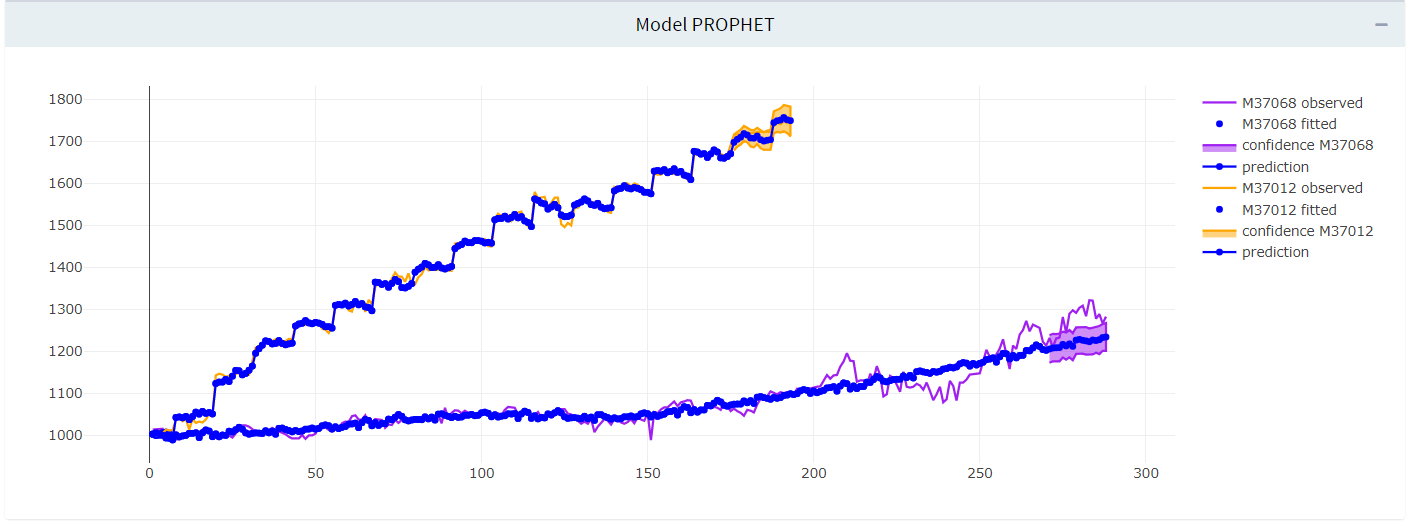 Model PROPHET
1800
1700
1600
1500
1400
1300
1200
1100
1000
0 50 100 150 200 250 300
M37068 observed
M37068 fitted
confidence M37068
prediction
M37012 observed
M37012 fitted
confidence M37012
prediction